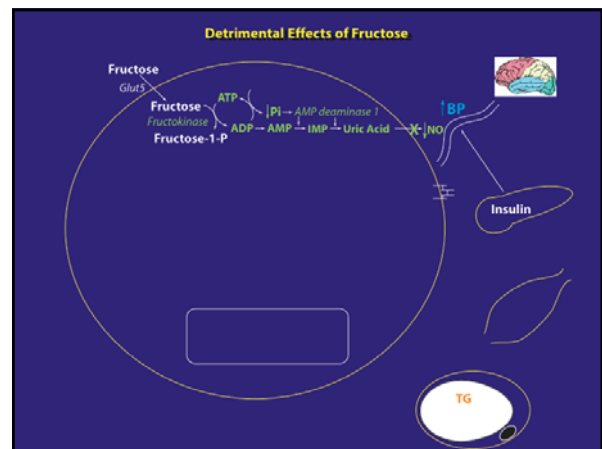 Detrimental Effects of Fructose
Fructose
Glut5
Fructose
Fructokinase
Fructose-1-P
ATP
ADP → AMP → IMP → Uric Acid → X ↓NO
↓Pi → AMP deaminase 1
↑BP
Insulin
TG